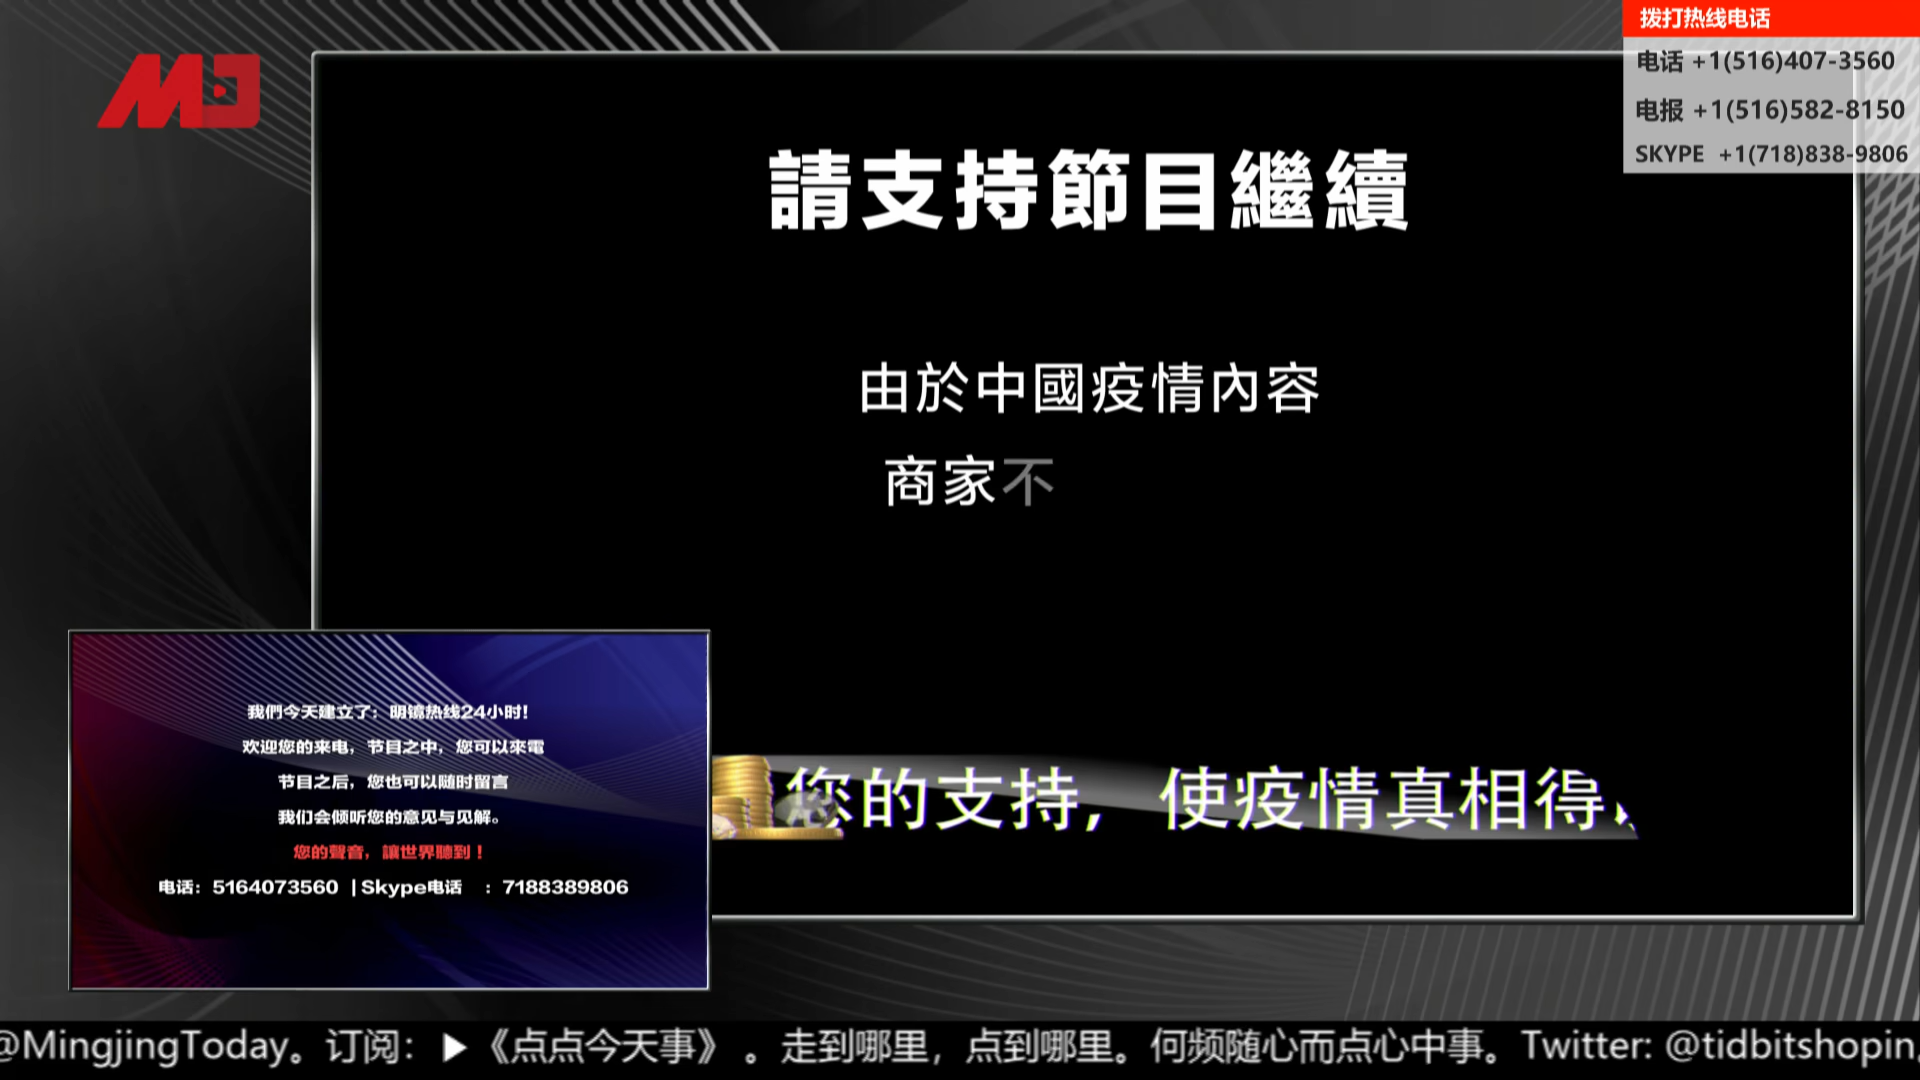 MJ
拨打热线电话
电话 +1(516)407-3560
电报 +1(516)582-8150
SKYPE +1(718)838-9806
請支持節目繼續
由於中國疫情內容
商家不
您的支持，使疫情真相得
我們今天建立了：明镜热线24小时!
欢迎您的来电，节目之中，您可以來電
节目之后，您也可以随时留言
我们会倾听您的意见与见解。
您的聲音，讓世界聽到！
电话：5164073560 |Skype电话 ：7188389806
@MingjingToday。订阅：▶《点点今天事》。走到哪里，点到哪里。何频随心而点心中事。Twitter: @tidbitshopin